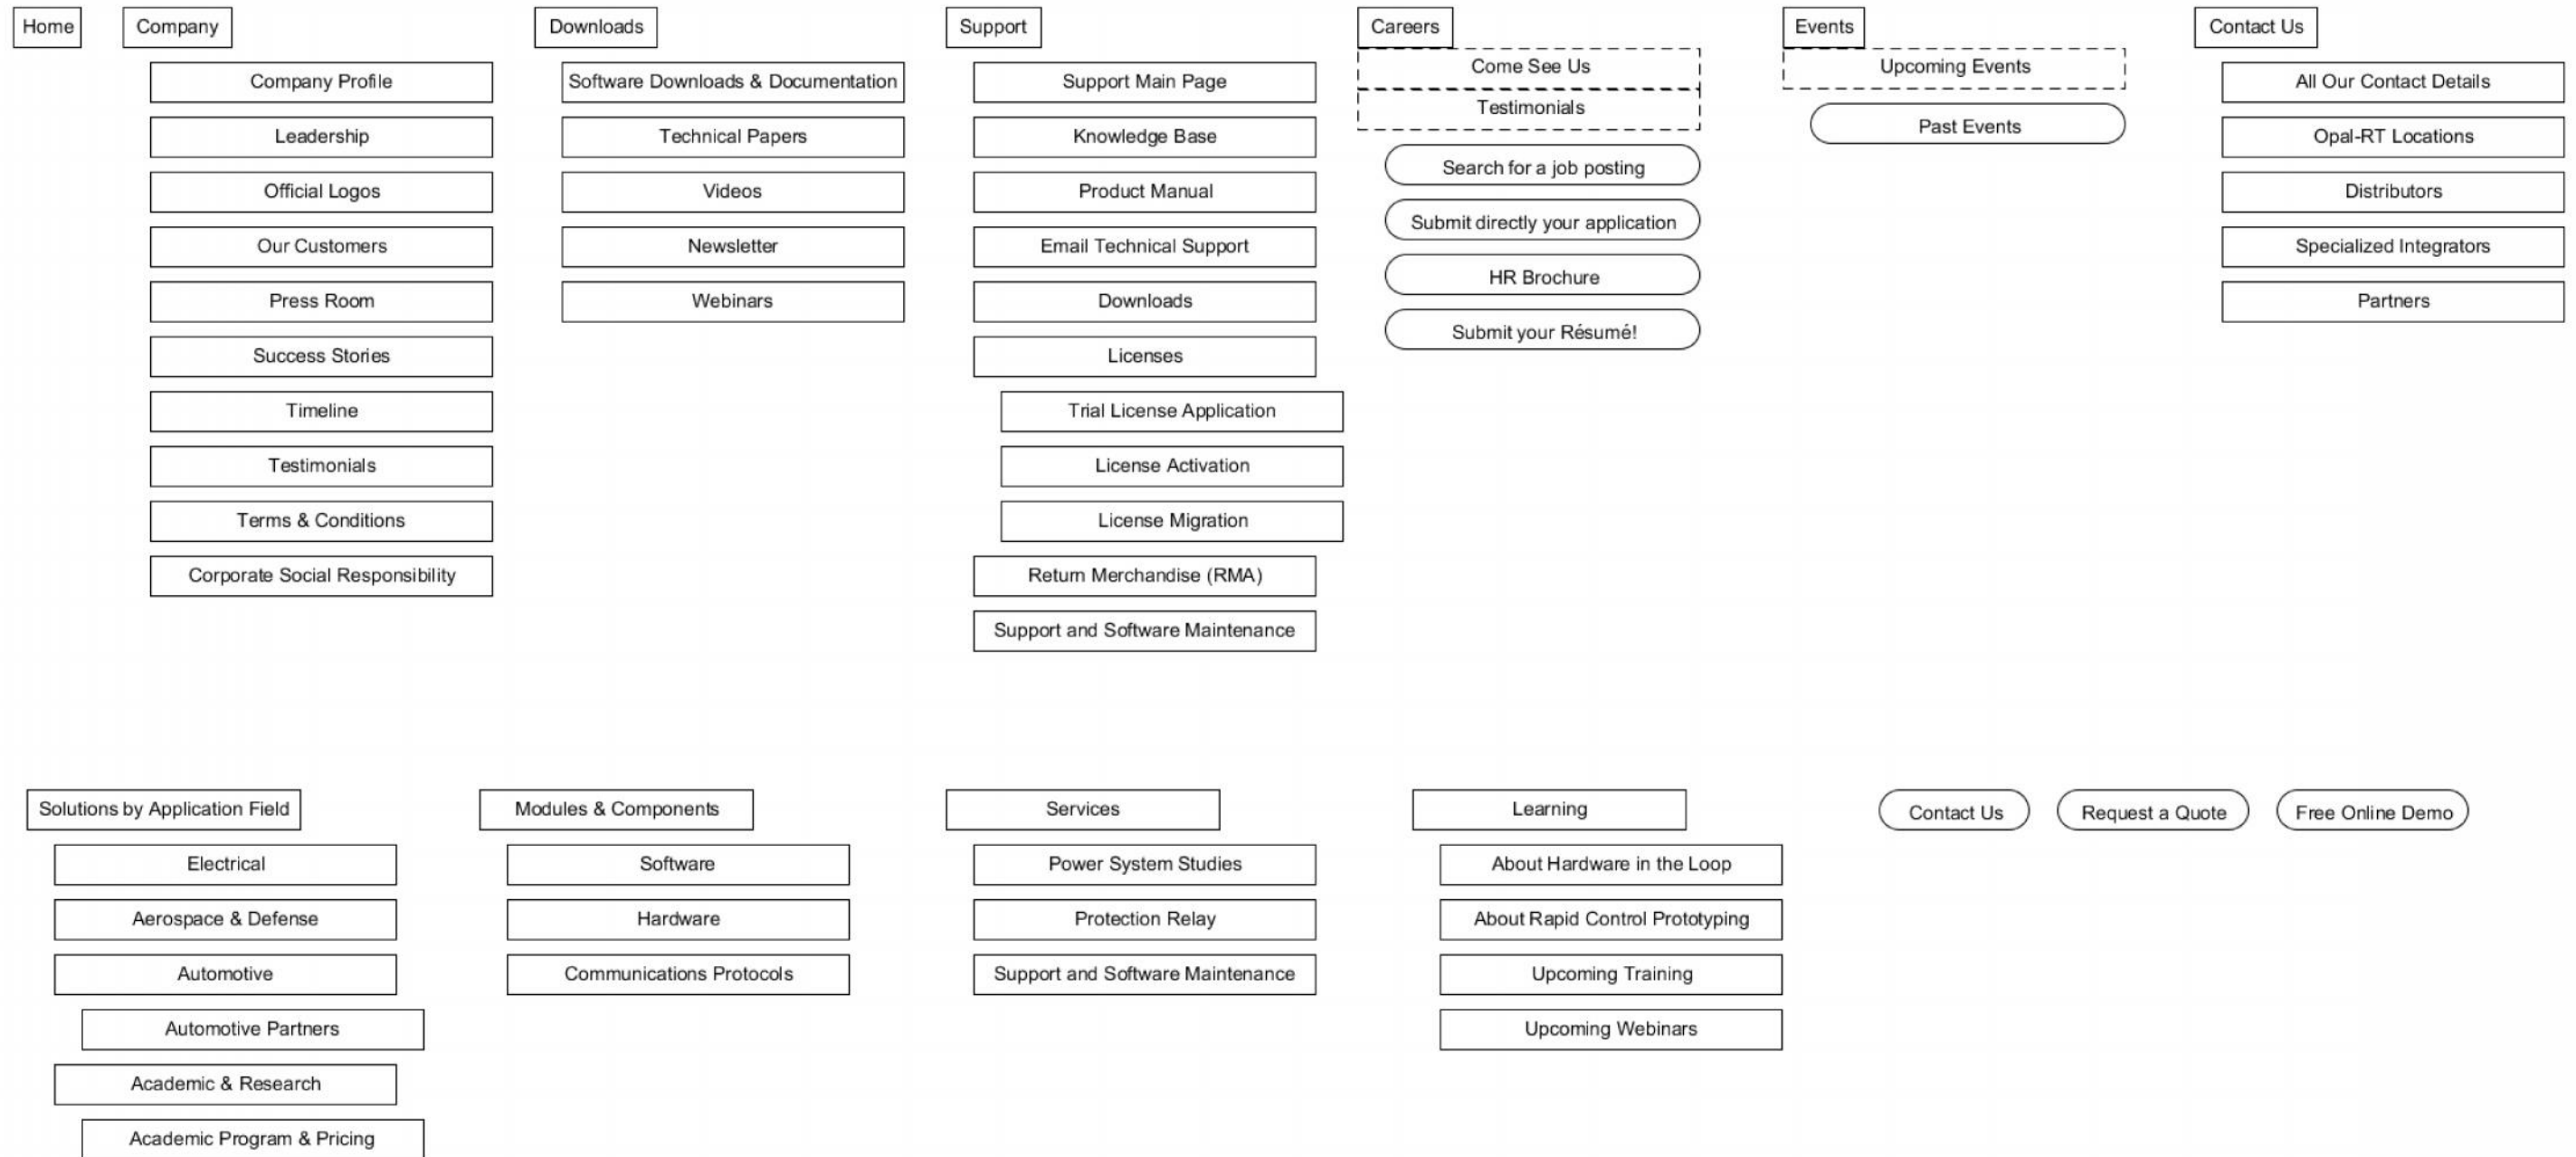 Home
Company
Company Profile
Leadership
Official Logos
Our Customers
Press Room
Success Stories
Timeline
Testimonials
Terms & Conditions
Corporate Social Responsibility
Downloads
Software Downloads & Documentation
Technical Papers
Videos
Newsletter
Webinars
Support
Support Main Page
Knowledge Base
Product Manual
Email Technical Support
Downloads
Licenses
Trial License Application
License Activation
License Migration
Return Merchandise (RMA)
Support and Software Maintenance
Careers
Come See Us
Testimonials
Search for a job posting
Submit directly your application
HR Brochure
Submit your Résumé!
Events
Upcoming Events
Past Events
Contact Us
All Our Contact Details
Opal-RT Locations
Distributors
Specialized Integrators
Partners
Solutions by Application Field
Electrical
Aerospace & Defense
Automotive
Automotive Partners
Academic & Research
Academic Program & Pricing
Modules & Components
Software
Hardware
Communications Protocols
Services
Power System Studies
Protection Relay
Support and Software Maintenance
Learning
About Hardware in the Loop
About Rapid Control Prototyping
Upcoming Training
Upcoming Webinars
Contact Us
Request a Quote
Free Online Demo